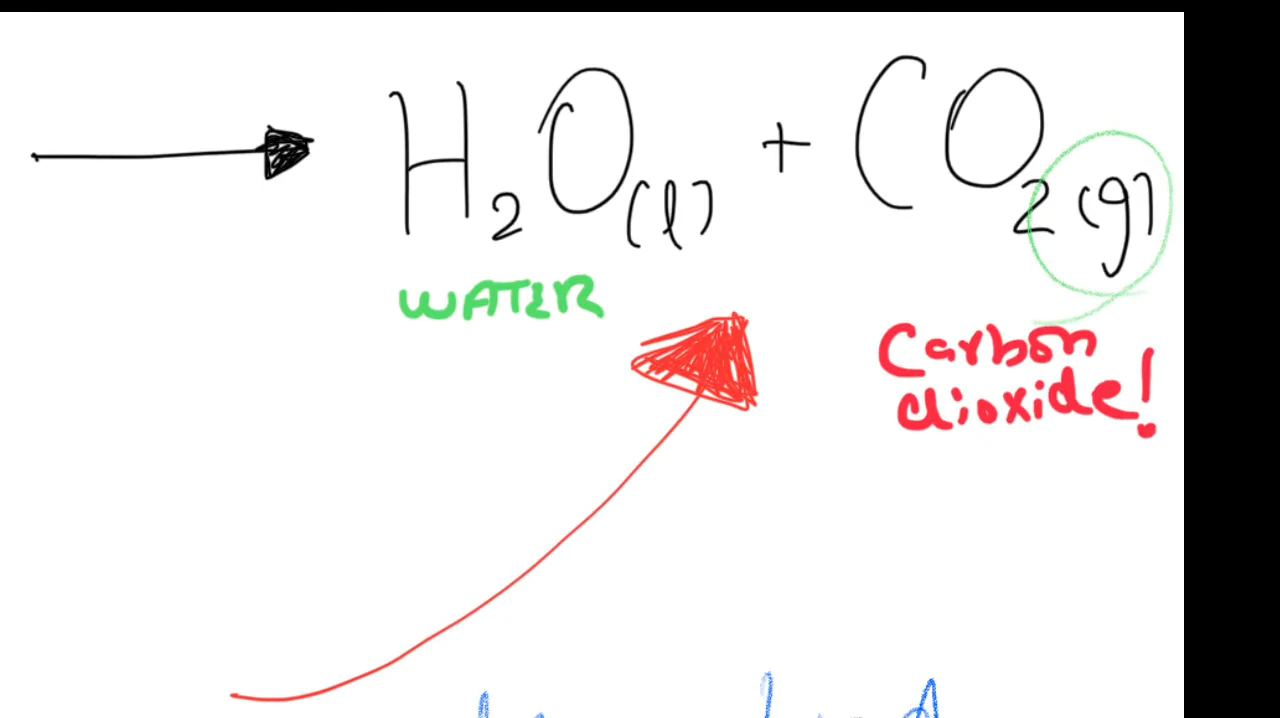 H₂O(l) + CO₂(g)
WATER
Carbon
dioxide!